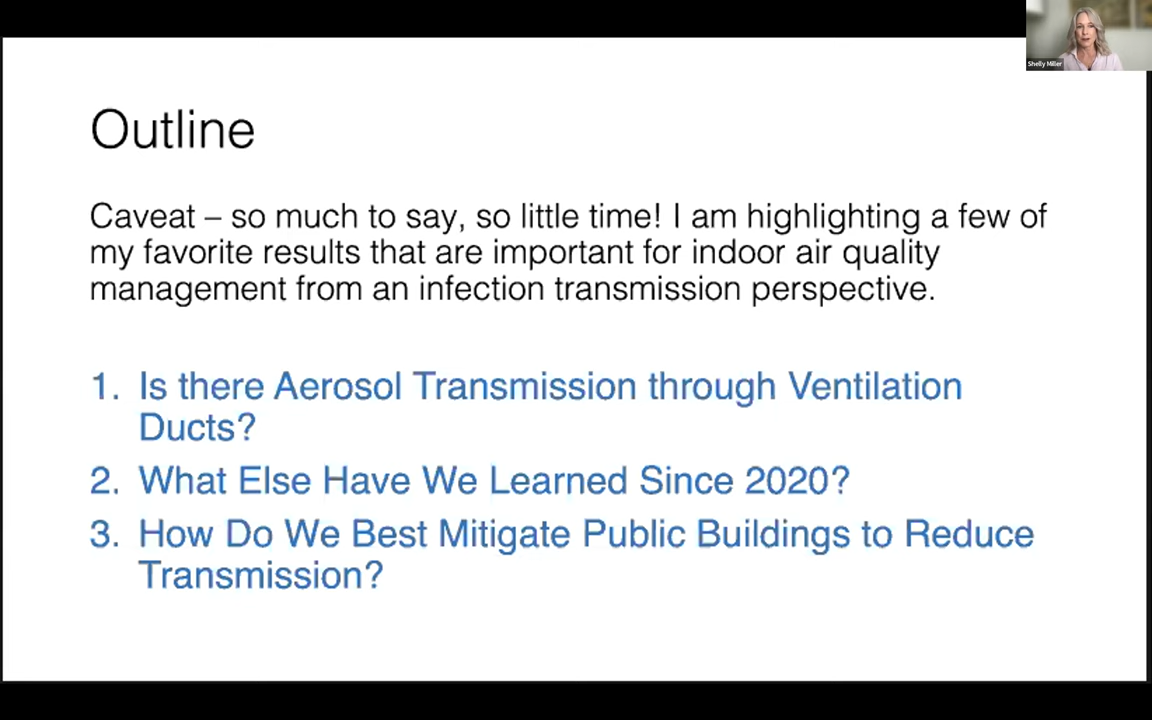 Shelly Miller
Outline
Caveat – so much to say, so little time! I am highlighting a few of
my favorite results that are important for indoor air quality
management from an infection transmission perspective.
1. Is there Aerosol Transmission through Ventilation
Ducts?
2. What Else Have We Learned Since 2020?
3. How Do We Best Mitigate Public Buildings to Reduce
Transmission?